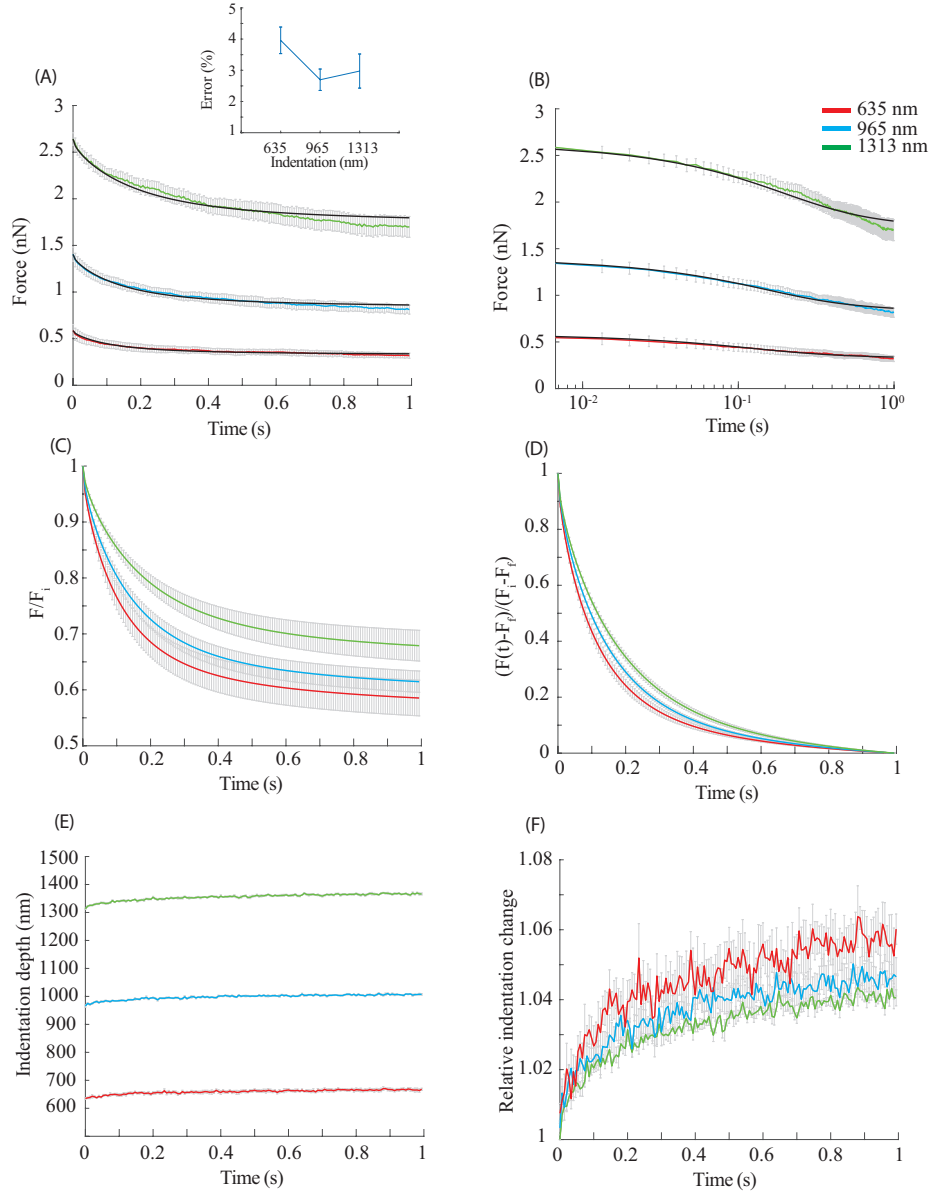 5
4
3
2
1
Error (%)
635 965 1313
Indentation (nm)
(A)
3
2.5
2
1.5
1
0.5
0
Force (nN)
0 0.2 0.4 0.6 0.8 1
Time (s)
(B)
635 nm
965 nm
1313 nm
3
2.5
2
1.5
1
0.5
0
Force (nN)
10⁻² 10⁻¹ 10⁰
Time (s)
(C)
1
0.9
0.8
0.7
0.6
0.5
F/Fᵢ
0 0.2 0.4 0.6 0.8 1
Time (s)
(D)
1
0.8
0.6
0.4
0.2
0
(F(t)-F_f)/(F_i-F_f)
0 0.2 0.4 0.6 0.8 1
Time (s)
(E)
1500
1400
1300
1200
1100
1000
900
800
700
600
Indentation depth (nm)
0 0.2 0.4 0.6 0.8 1
Time (s)
(F)
1.08
1.06
1.04
1.02
1
Relative indentation change
0 0.2 0.4 0.6 0.8 1
Time (s)